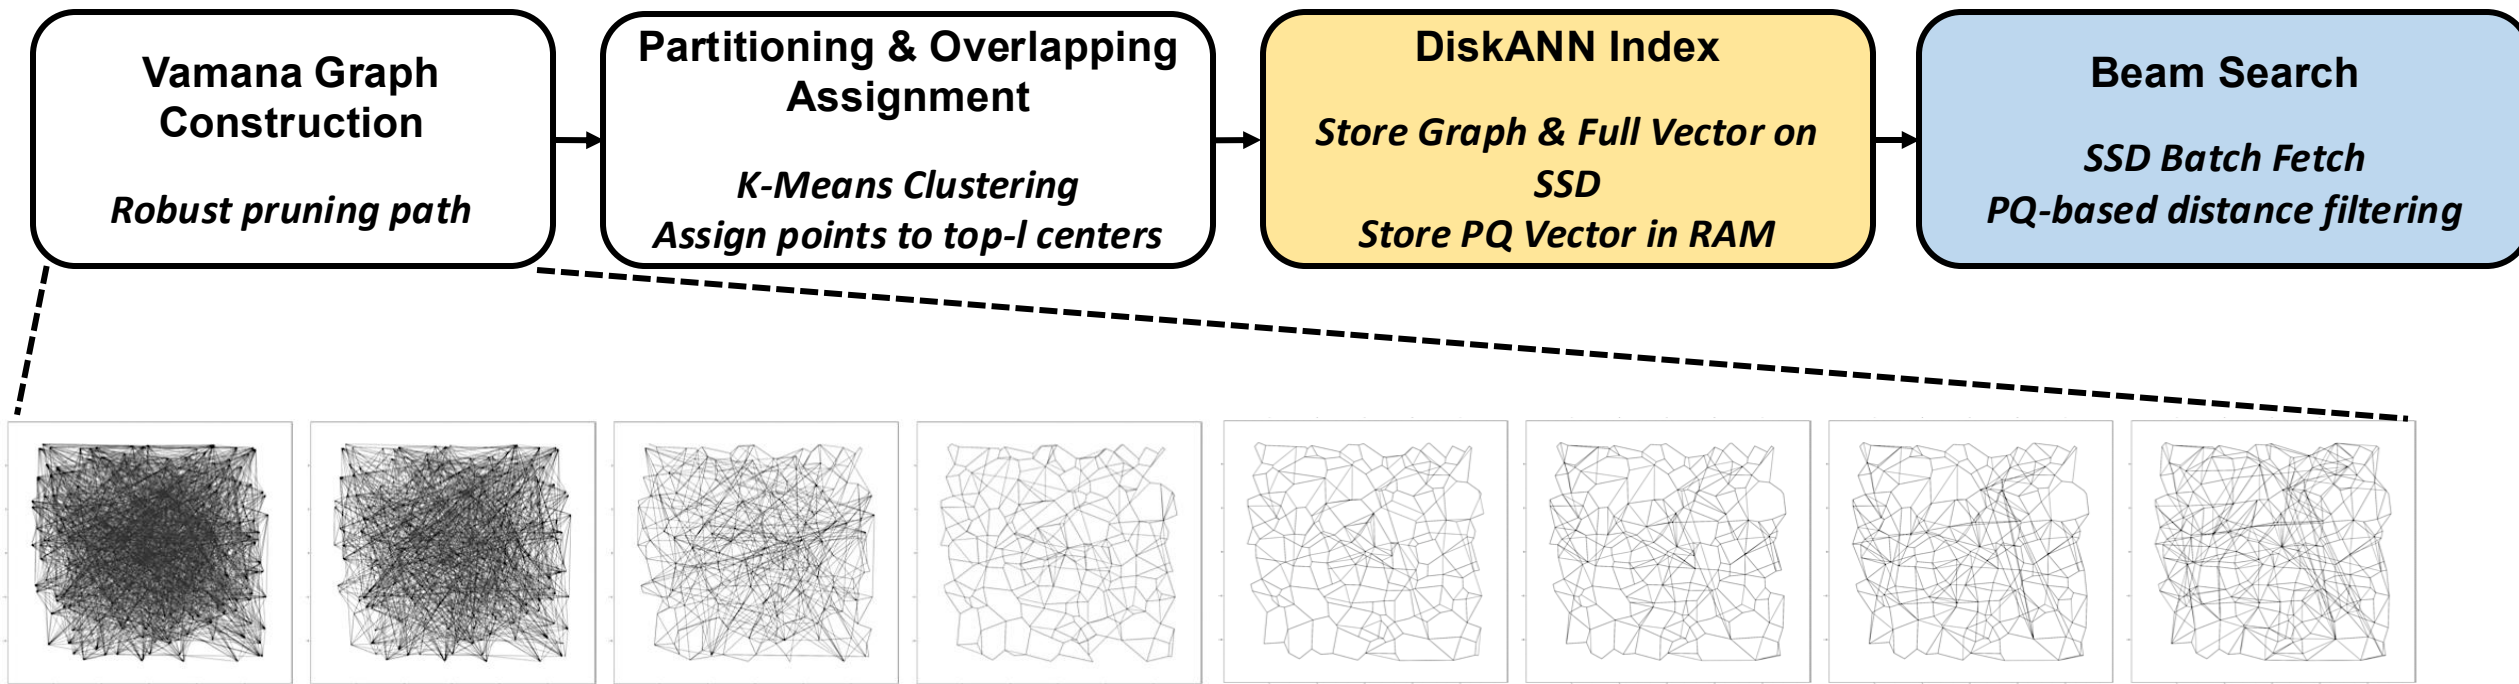 Vamana Graph
Construction
Robust pruning path
Partitioning & Overlapping
Assignment
K-Means Clustering
Assign points to top-l centers
DiskANN Index
Store Graph & Full Vector on
SSD
Store PQ Vector in RAM
Beam Search
SSD Batch Fetch
PQ-based distance filtering